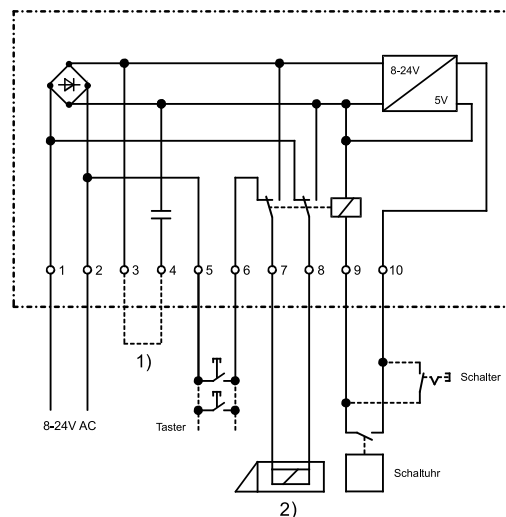 8-24V
5V
1 2 3 4 5 6 7 8 9 10
1)
Schalter
8-24V AC
Taster
Schaltuhr
2)